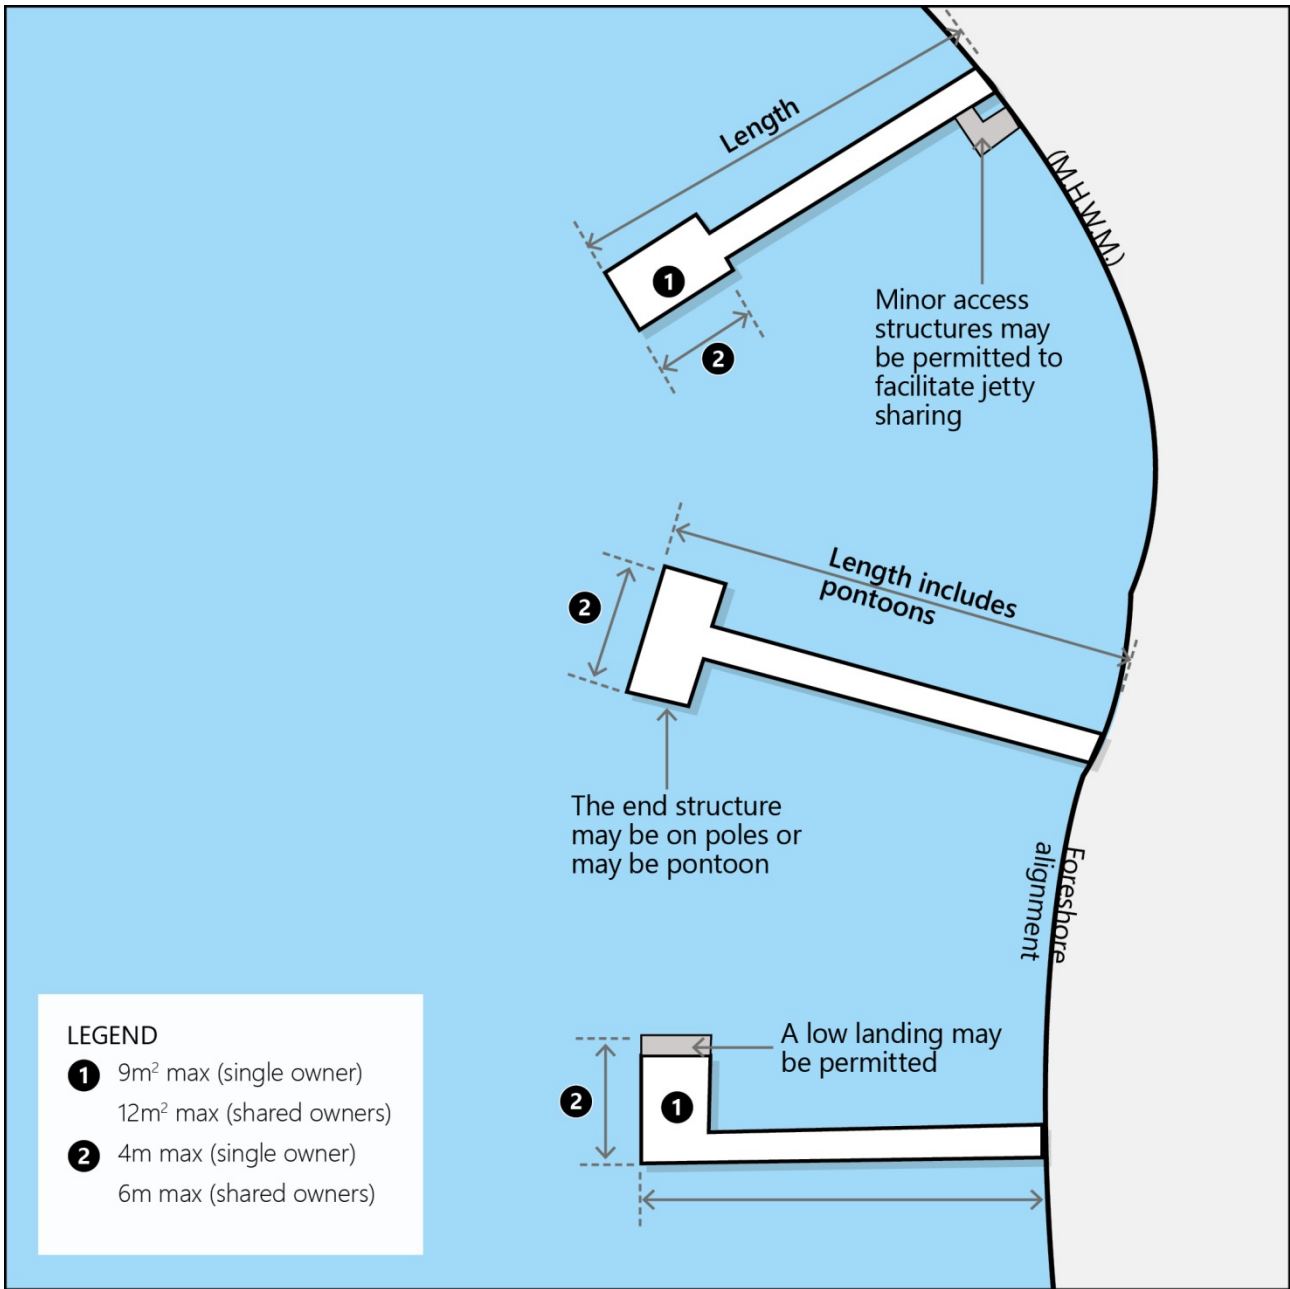 Length
(M.H.W.M.)
1
2
Minor access
structures may
be permitted to
facilitate jetty
sharing
Length includes
pontoons
2
The end structure
may be on poles or
may be pontoon
Foreshore
alignment
A low landing may
be permitted
2
1
LEGEND
1 9m² max (single owner)
12m² max (shared owners)
2 4m max (single owner)
6m max (shared owners)